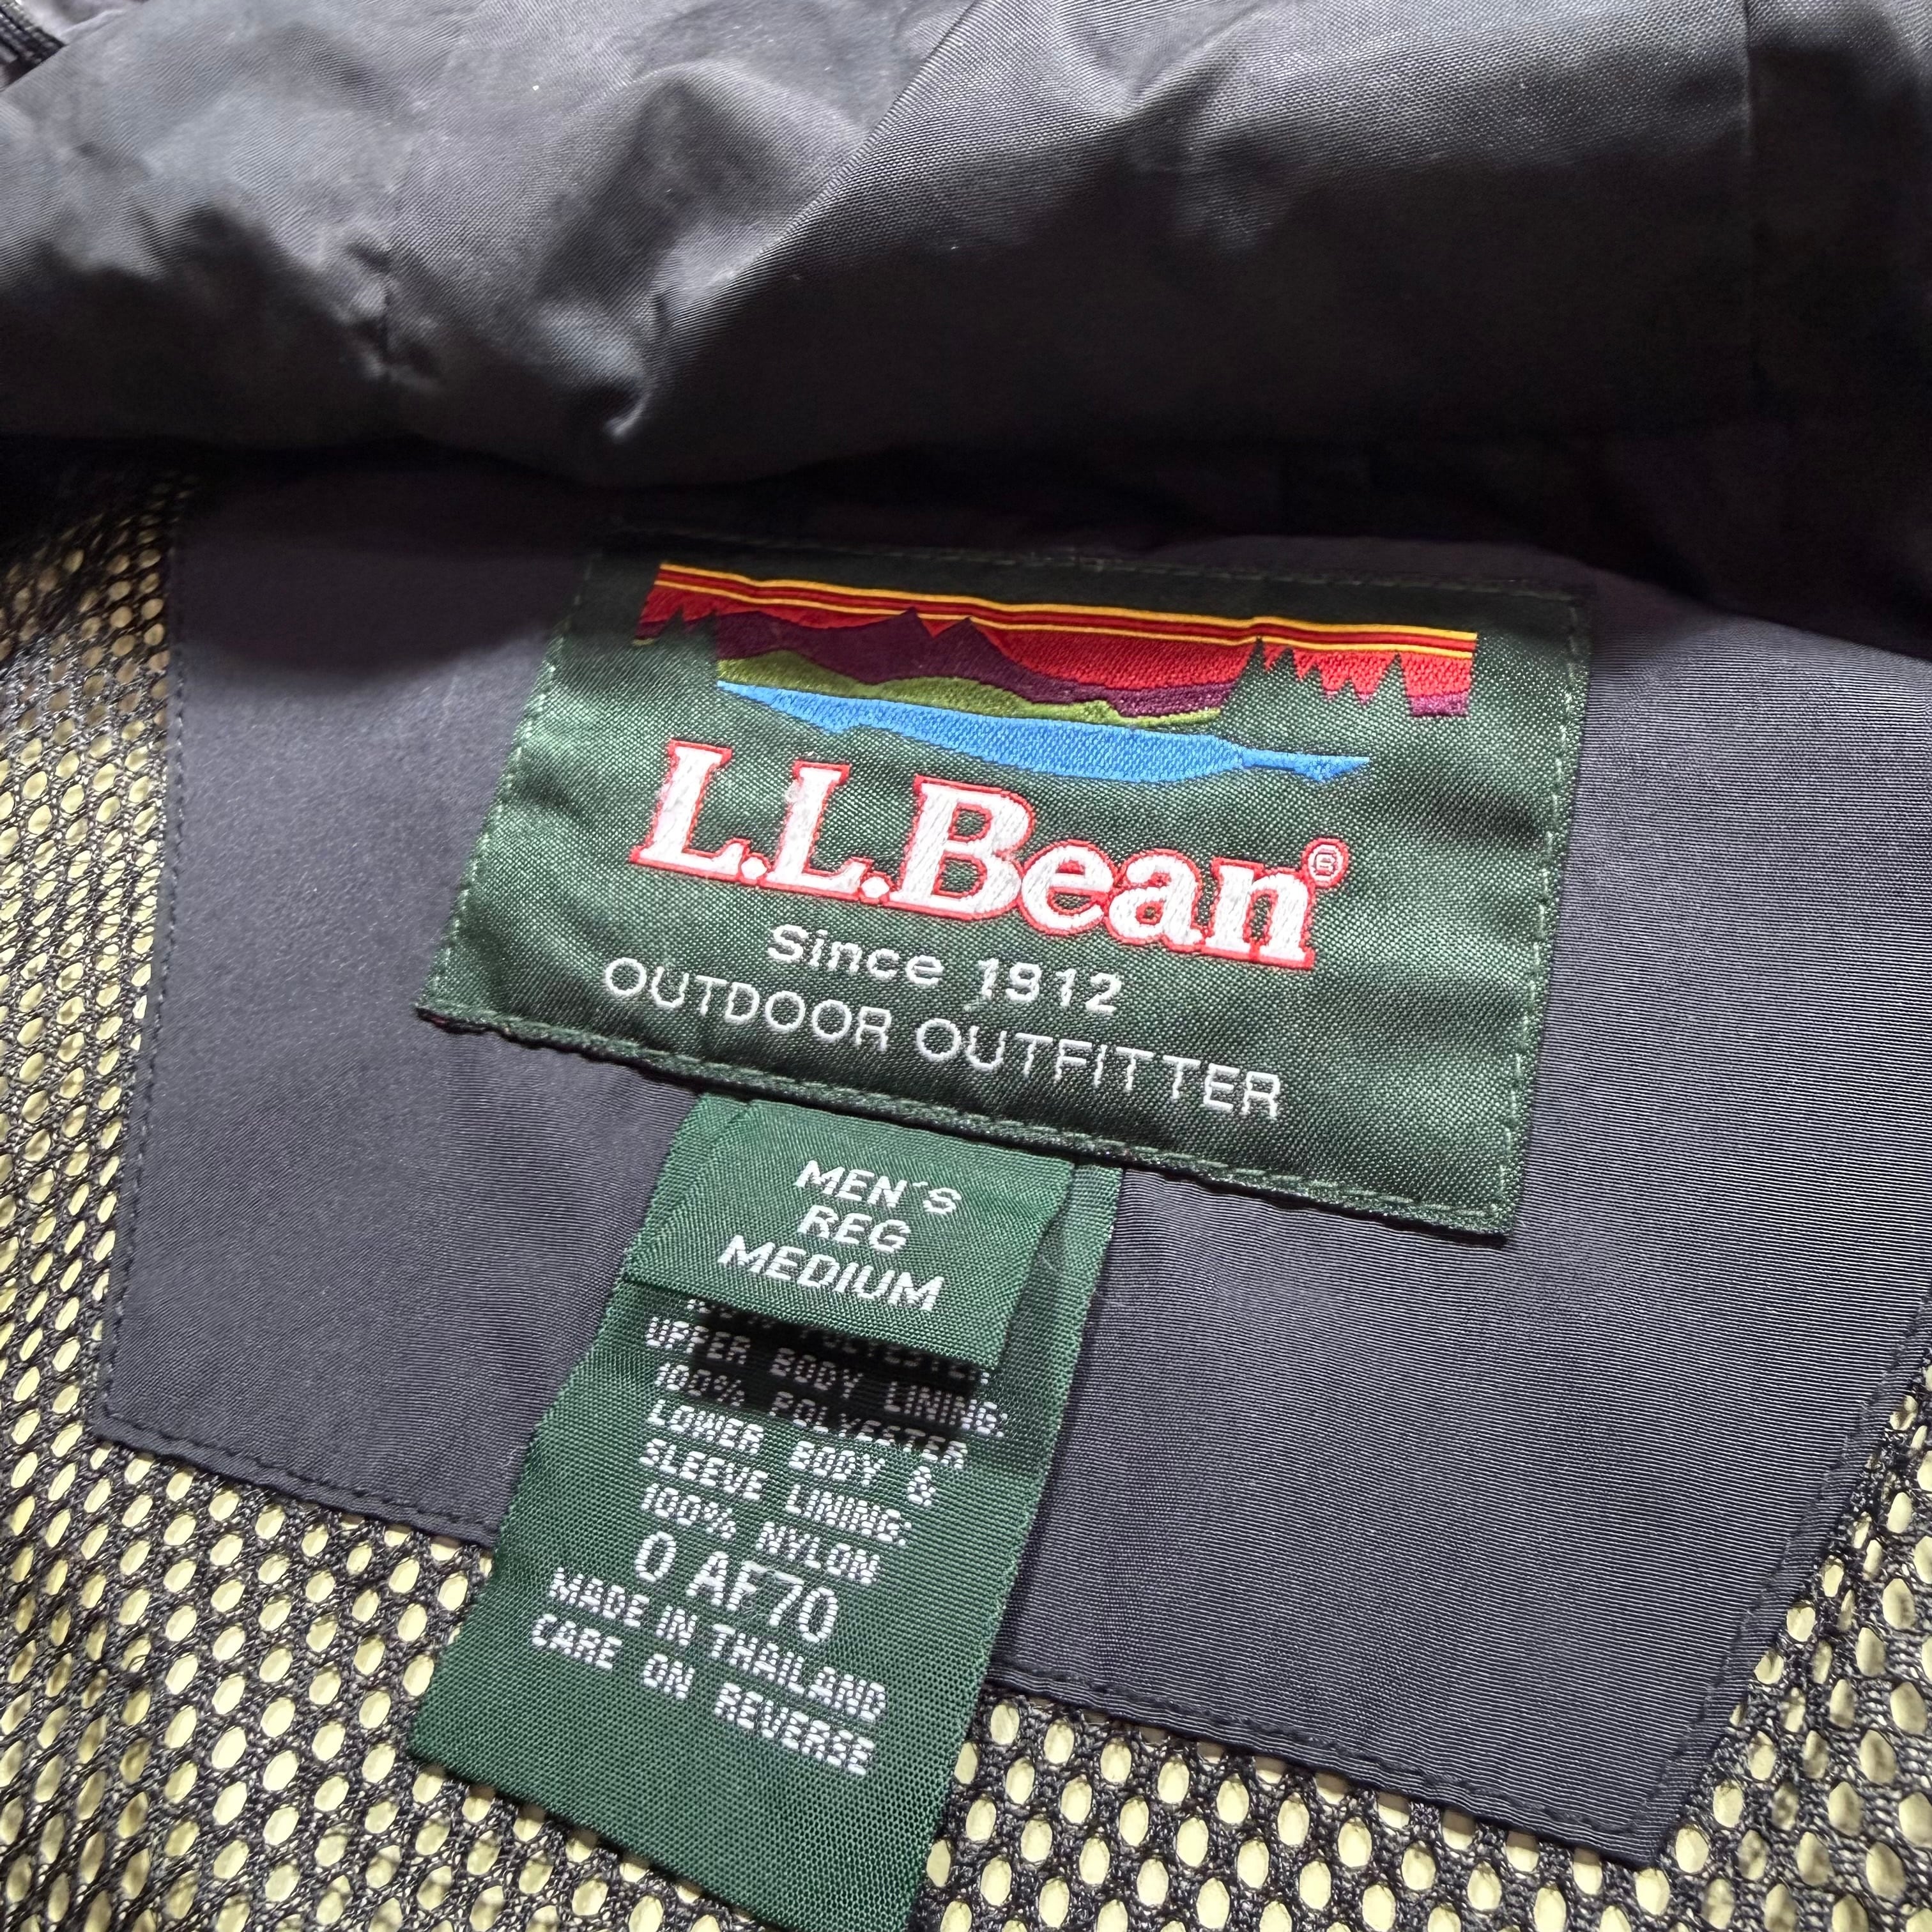 L.L.Bean®
Since 1912
OUTDOOR OUTFITTER
MEN'S
REG
MEDIUM
POLYESTER
UPPER BODY LINING:
100% POLYESTER
LOWER BODY &
SLEEVE LINING:
100% NYLON
0 AF70
MADE IN THAILAND
CARE ON REVERSE